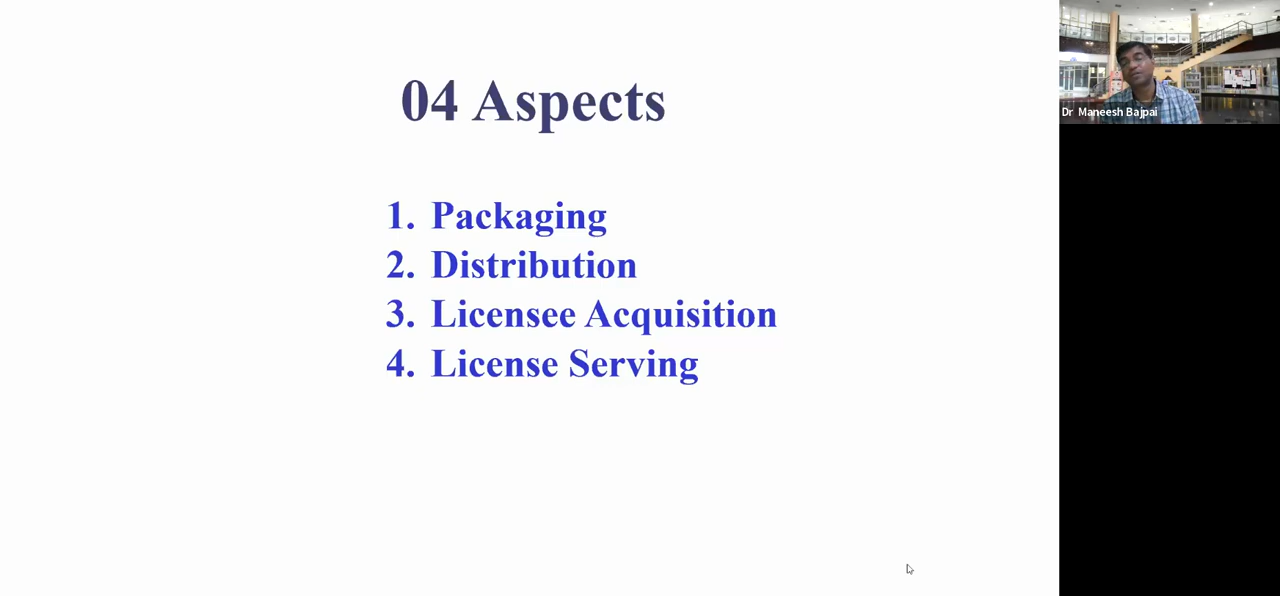 04 Aspects
1. Packaging
2. Distribution
3. Licensee Acquisition
4. License Serving
Dr Maneesh Bajpai